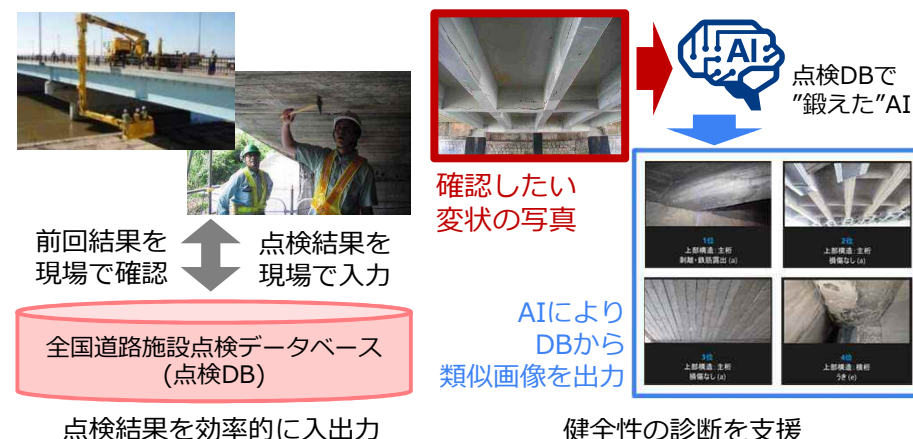 前回結果を
現場で確認
点検結果を
現場で入力
全国道路施設点検データベース
(点検DB)
点検結果を効率的に入出力
確認したい
変状の写真
AI
点検DBで
”鍛えた”AI
AIにより
DBから
類似画像を出力
1位
上部構造:主桁
剥離・鉄筋露出 (a)
2位
上部構造:主桁
損傷なし (a)
3位
上部構造:主桁
損傷なし (a)
4位
上部構造:横桁
うき (e)
健全性の診断を支援